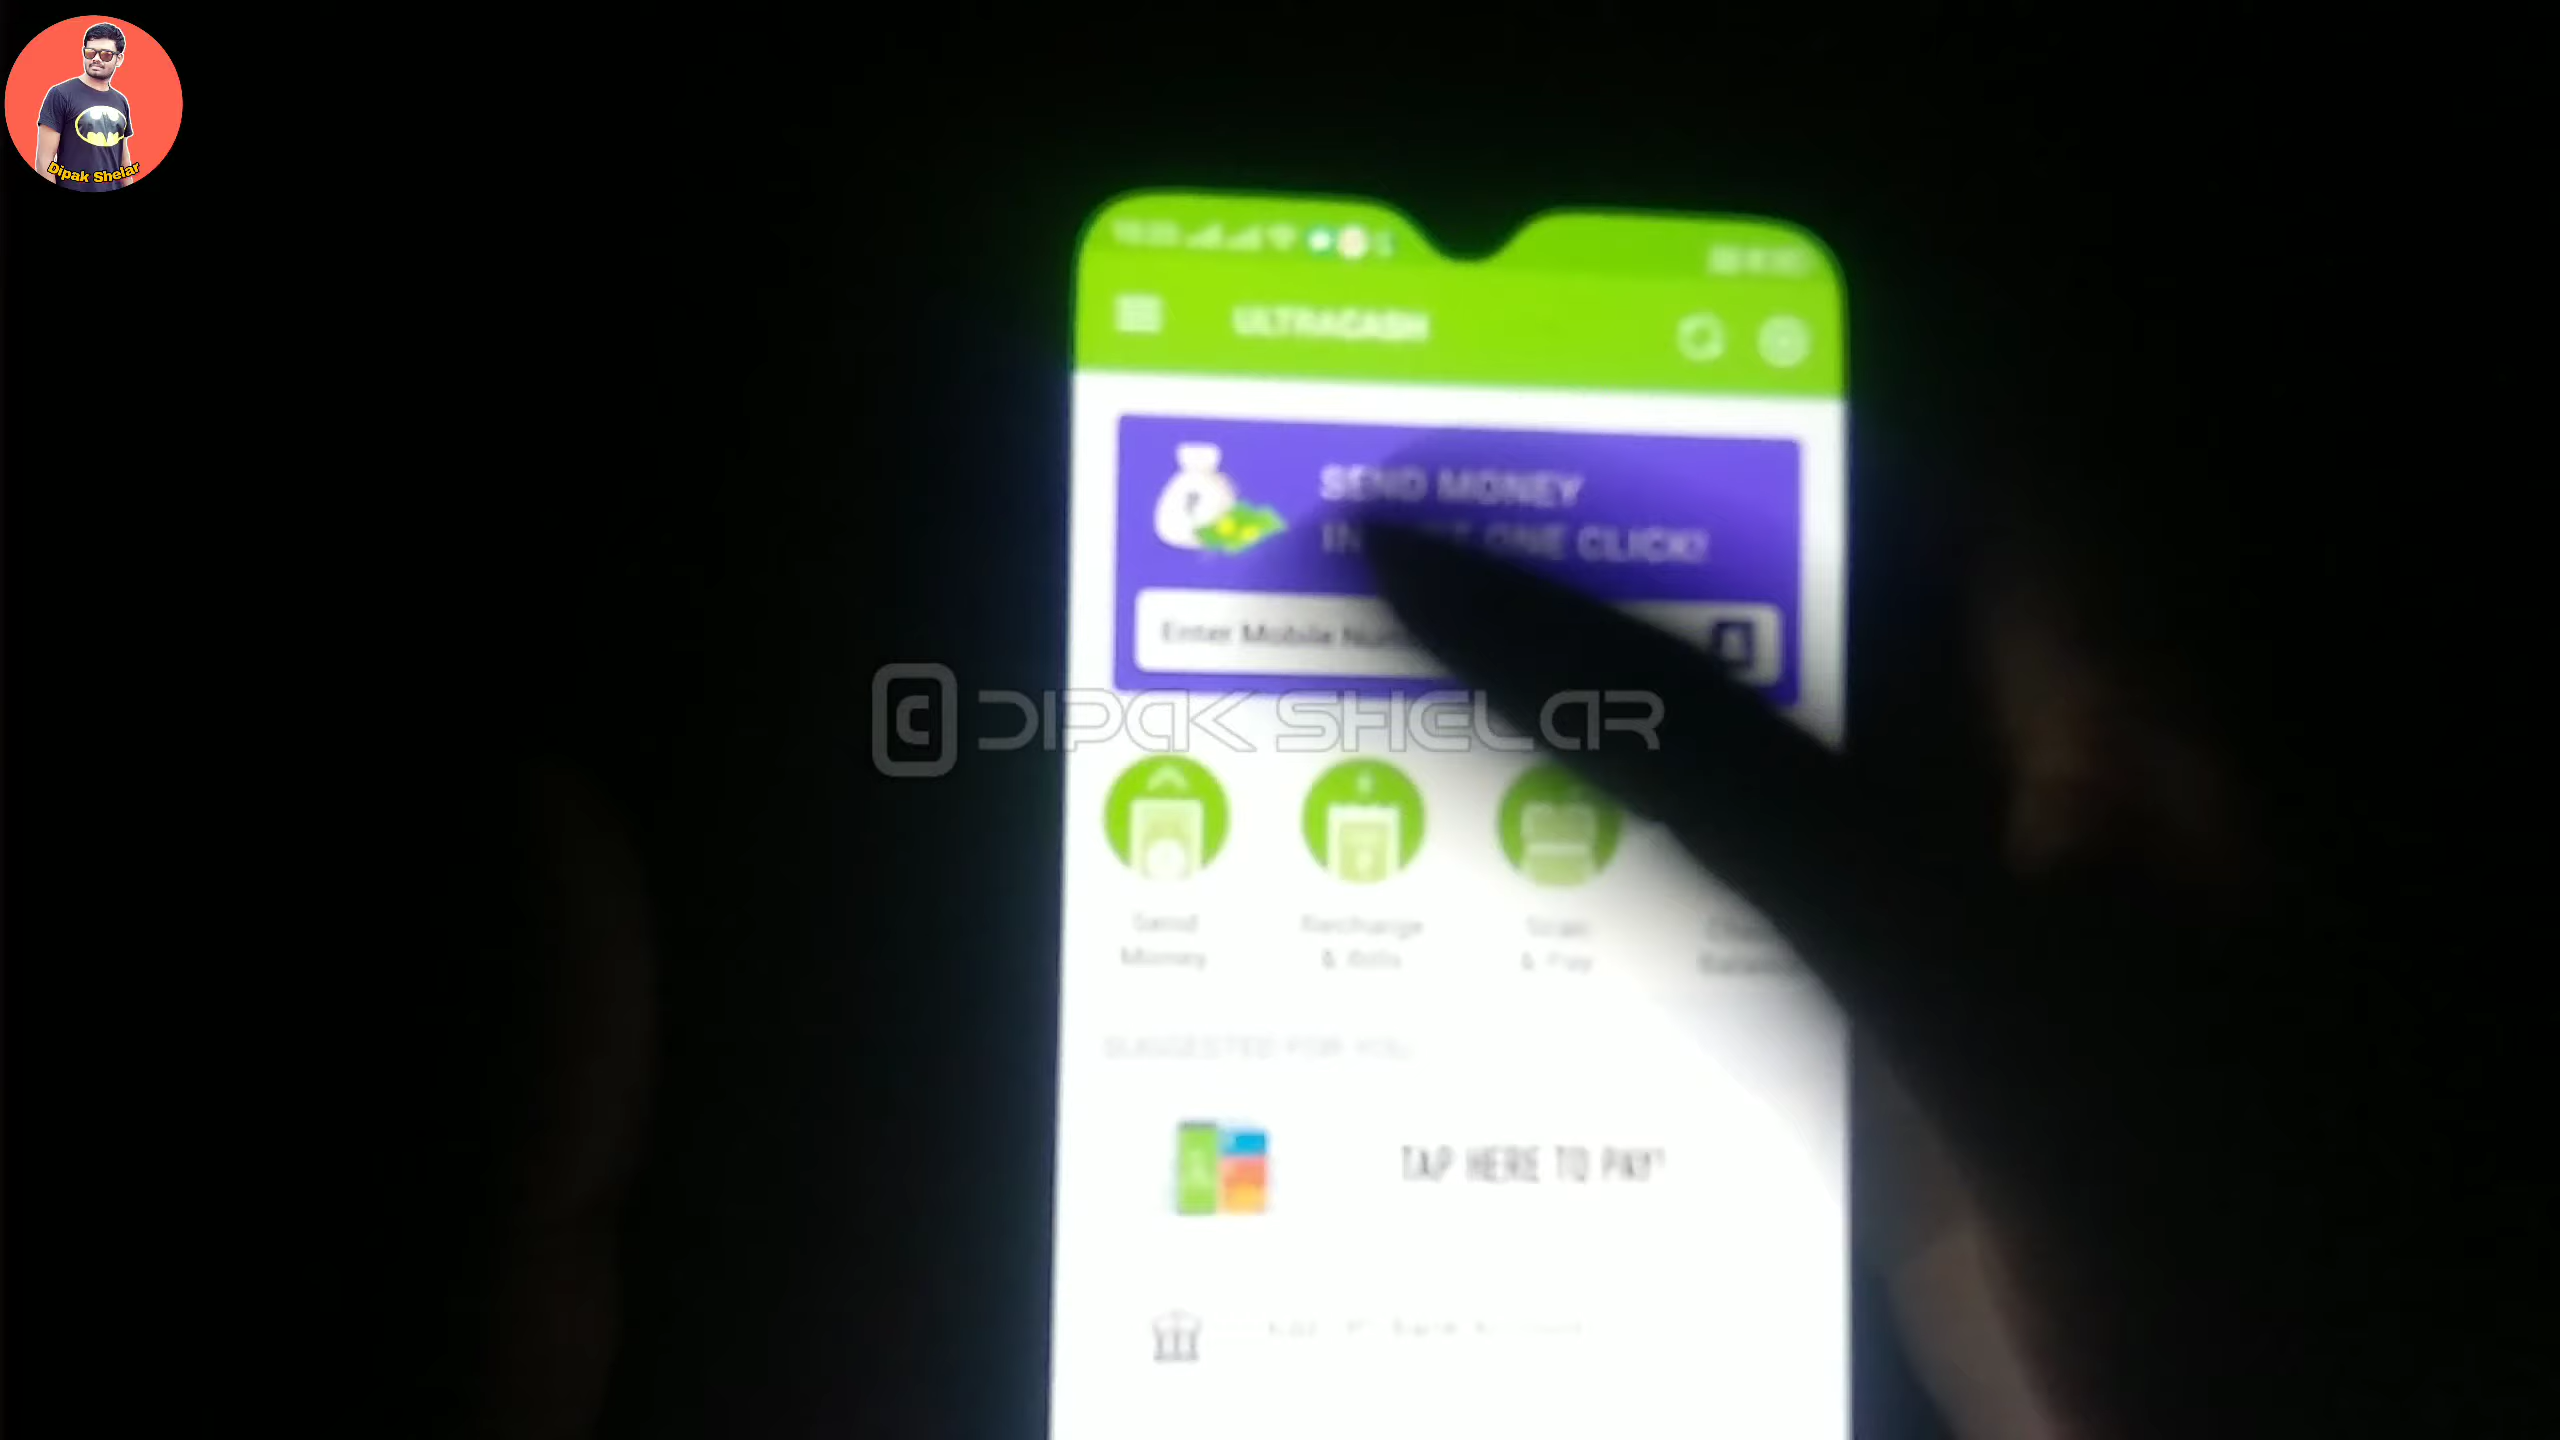 Dipak Shelar
ULTRACASH
SEND MONEY
IN ONE CLICK!
Enter Mobile
DIPAK SHELAR
Send
Money
Recharge
& Bills
Scan
& Pay
SUGGESTED FOR YOU
TAP HERE TO PAY